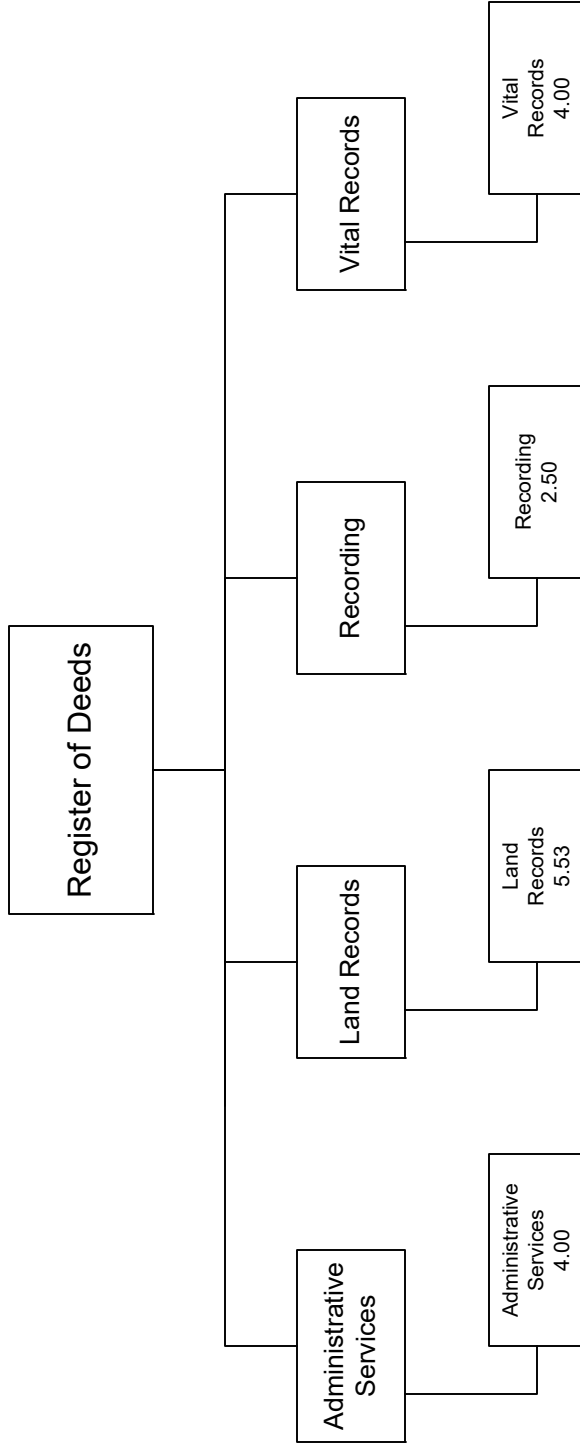 Register of Deeds
Administrative
Services
Land Records
Recording
Vital Records
Administrative
Services
4.00
Land
Records
5.53
Recording
2.50
Vital
Records
4.00